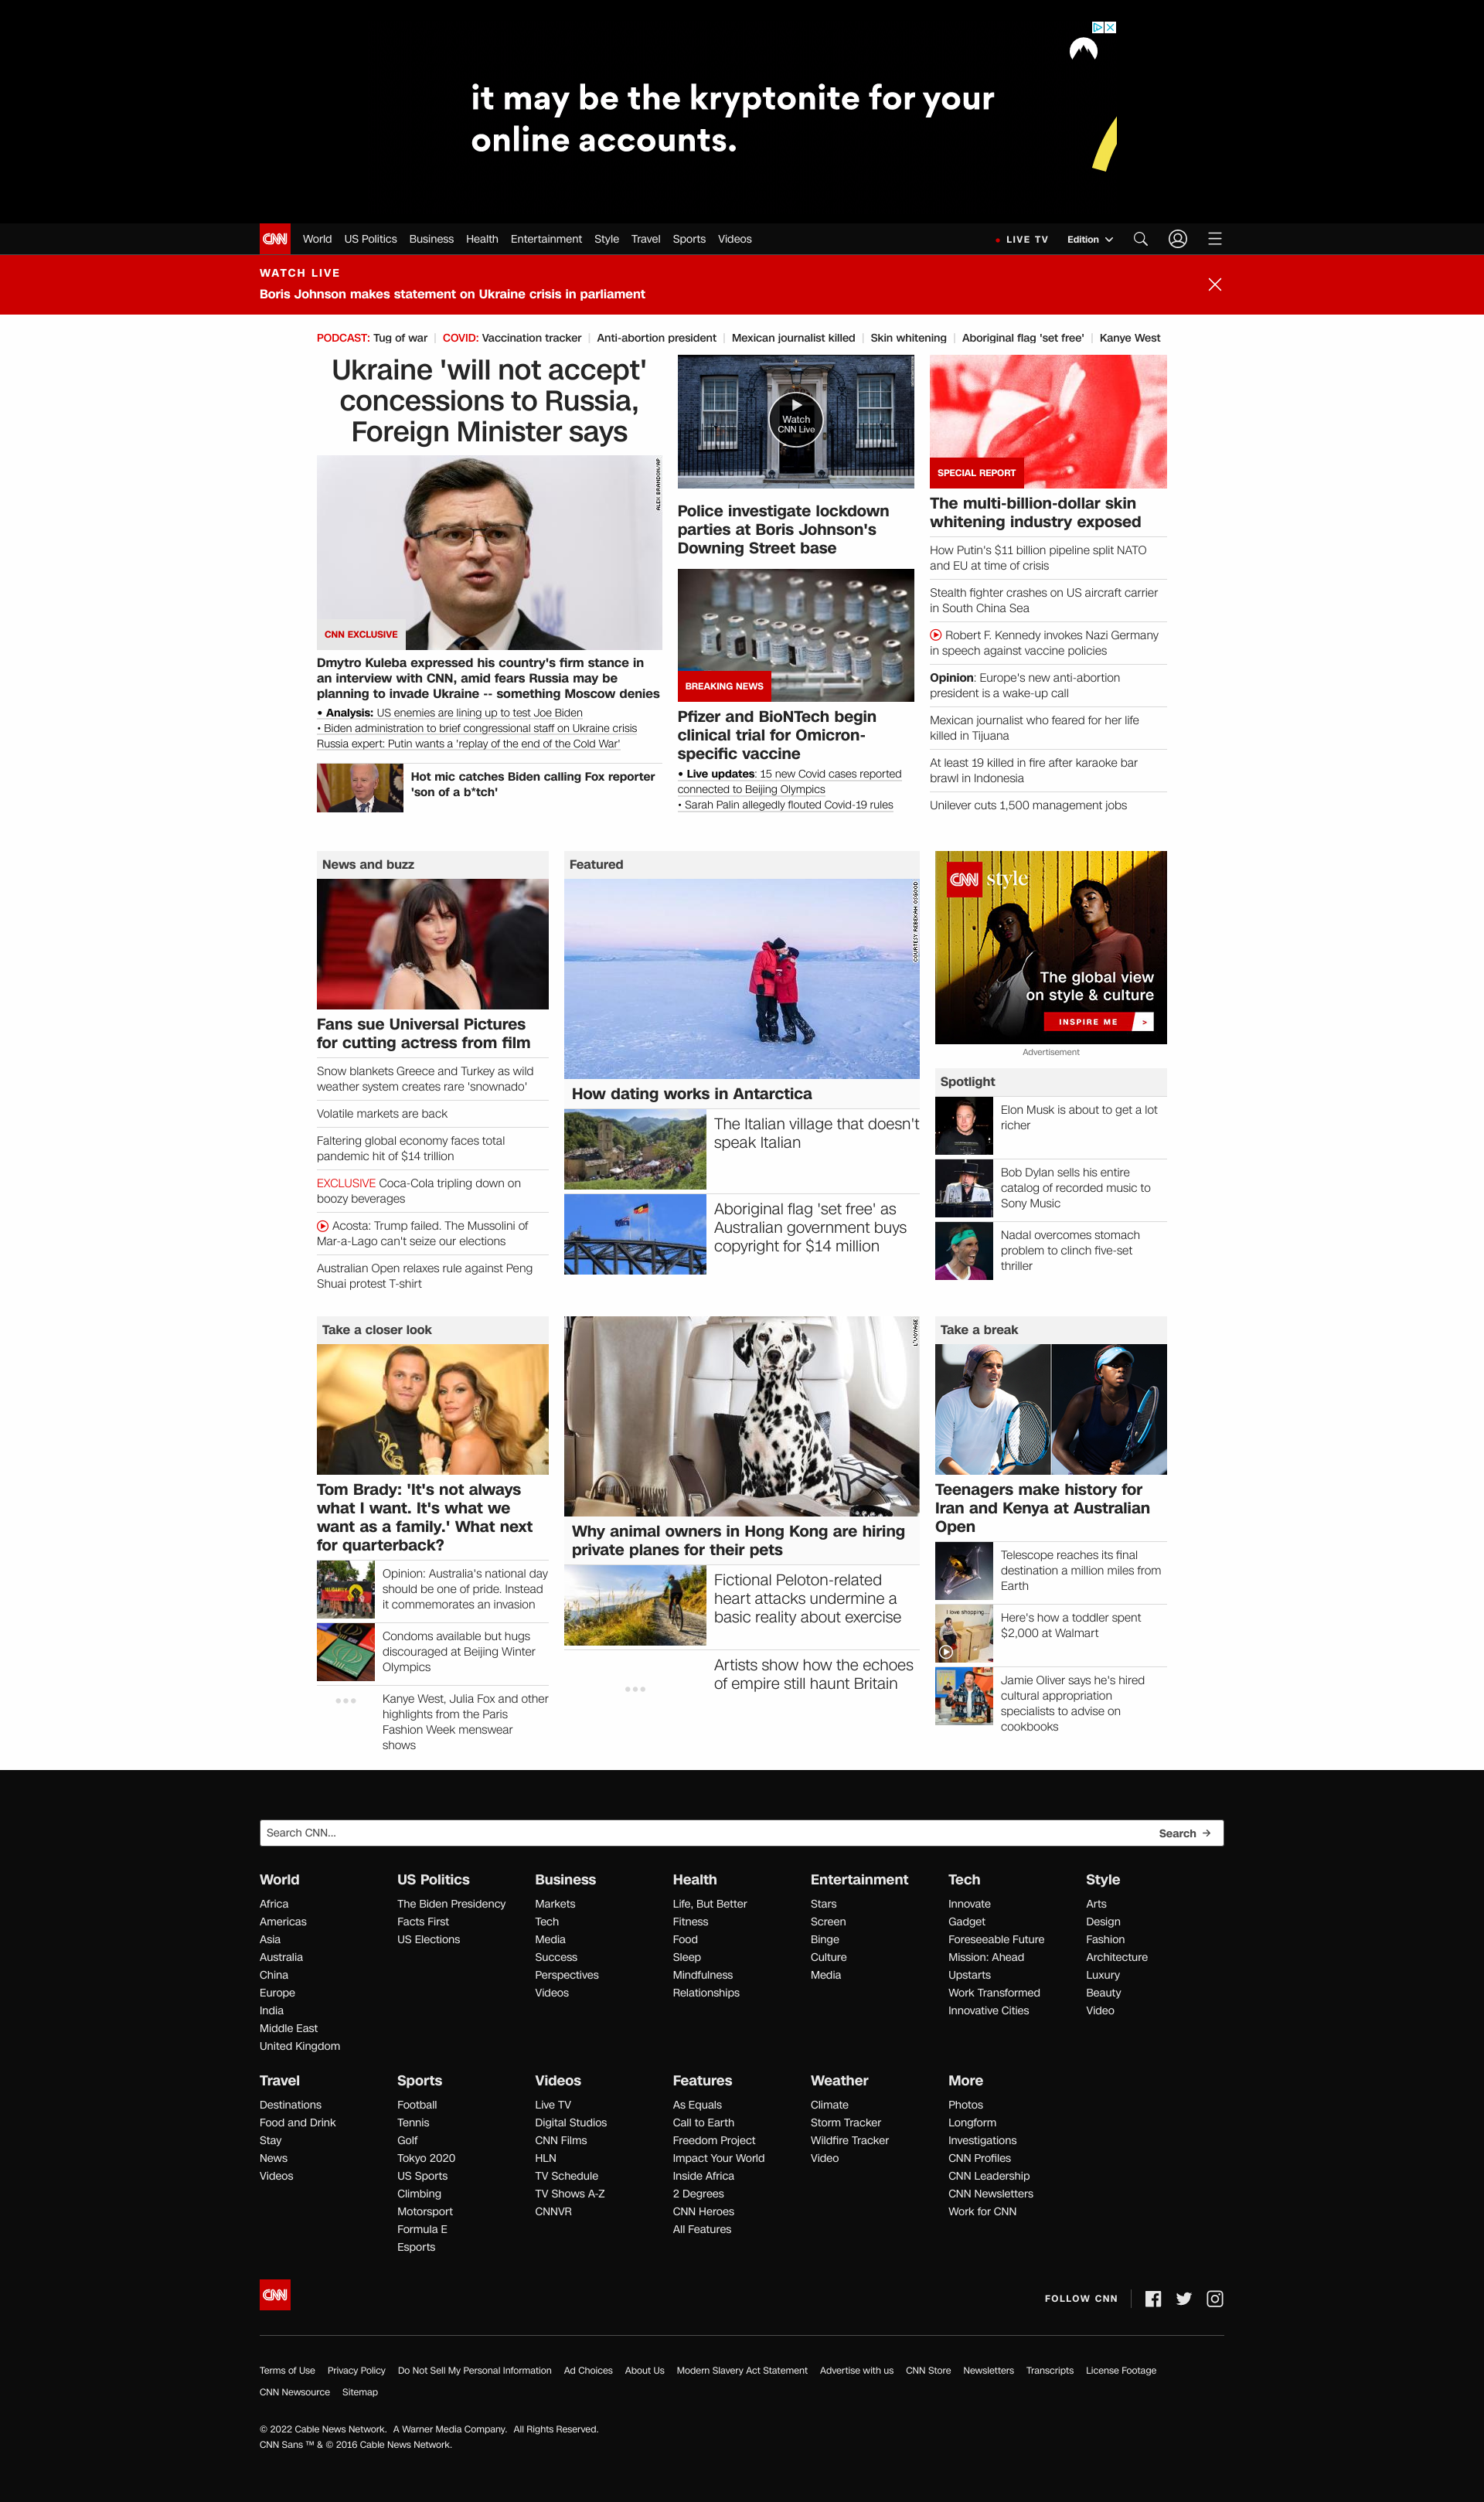 it may be the kryptonite for your
online accounts.
CNN
World US Politics Business Health Entertainment Style Travel Sports Videos
LIVE TV Edition
WATCH LIVE
Boris Johnson makes statement on Ukraine crisis in parliament
PODCAST: Tug of war | COVID: Vaccination tracker | Anti-abortion president | Mexican journalist killed | Skin whitening | Aboriginal flag 'set free' | Kanye West
Ukraine 'will not accept'
concessions to Russia,
Foreign Minister says
ALEX BRANDON/AP
CNN EXCLUSIVE
Dmytro Kuleba expressed his country's firm stance in
an interview with CNN, amid fears Russia may be
planning to invade Ukraine -- something Moscow denies
• Analysis: US enemies are lining up to test Joe Biden
• Biden administration to brief congressional staff on Ukraine crisis
Russia expert: Putin wants a 'replay of the end of the Cold War'
Hot mic catches Biden calling Fox reporter
'son of a b*tch'
Watch
CNN Live
Police investigate lockdown
parties at Boris Johnson's
Downing Street base
BREAKING NEWS
Pfizer and BioNTech begin
clinical trial for Omicron-
specific vaccine
• Live updates: 15 new Covid cases reported
connected to Beijing Olympics
• Sarah Palin allegedly flouted Covid-19 rules
SPECIAL REPORT
The multi-billion-dollar skin
whitening industry exposed
How Putin's $11 billion pipeline split NATO
and EU at time of crisis
Stealth fighter crashes on US aircraft carrier
in South China Sea
Robert F. Kennedy invokes Nazi Germany
in speech against vaccine policies
Opinion: Europe's new anti-abortion
president is a wake-up call
Mexican journalist who feared for her life
killed in Tijuana
At least 19 killed in fire after karaoke bar
brawl in Indonesia
Unilever cuts 1,500 management jobs
News and buzz
Fans sue Universal Pictures
for cutting actress from film
Snow blankets Greece and Turkey as wild
weather system creates rare 'snownado'
Volatile markets are back
Faltering global economy faces total
pandemic hit of $14 trillion
EXCLUSIVE Coca-Cola tripling down on
boozy beverages
Acosta: Trump failed. The Mussolini of
Mar-a-Lago can't seize our elections
Australian Open relaxes rule against Peng
Shuai protest T-shirt
Featured
COURTESY REBEKAH OSGOOD
How dating works in Antarctica
The Italian village that doesn't
speak Italian
Aboriginal flag 'set free' as
Australian government buys
copyright for $14 million
CNN style
The global view
on style & culture
INSPIRE ME >
Advertisement
Spotlight
Elon Musk is about to get a lot
richer
Bob Dylan sells his entire
catalog of recorded music to
Sony Music
Nadal overcomes stomach
problem to clinch five-set
thriller
Take a closer look
Tom Brady: 'It's not always
what I want. It's what we
want as a family.' What next
for quarterback?
Opinion: Australia's national day
should be one of pride. Instead
it commemorates an invasion
Condoms available but hugs
discouraged at Beijing Winter
Olympics
Kanye West, Julia Fox and other
highlights from the Paris
Fashion Week menswear
shows
L'VOYAGE
Why animal owners in Hong Kong are hiring
private planes for their pets
Fictional Peloton-related
heart attacks undermine a
basic reality about exercise
Artists show how the echoes
of empire still haunt Britain
Take a break
Teenagers make history for
Iran and Kenya at Australian
Open
Telescope reaches its final
destination a million miles from
Earth
I love shopping...
Here's how a toddler spent
$2,000 at Walmart
Jamie Oliver says he's hired
cultural appropriation
specialists to advise on
cookbooks
Search CNN...
Search →
World
Africa
Americas
Asia
Australia
China
Europe
India
Middle East
United Kingdom
US Politics
The Biden Presidency
Facts First
US Elections
Business
Markets
Tech
Media
Success
Perspectives
Videos
Health
Life, But Better
Fitness
Food
Sleep
Mindfulness
Relationships
Entertainment
Stars
Screen
Binge
Culture
Media
Tech
Innovate
Gadget
Foreseeable Future
Mission: Ahead
Upstarts
Work Transformed
Innovative Cities
Style
Arts
Design
Fashion
Architecture
Luxury
Beauty
Video
Travel
Destinations
Food and Drink
Stay
News
Videos
Sports
Football
Tennis
Golf
Tokyo 2020
US Sports
Climbing
Motorsport
Formula E
Esports
Videos
Live TV
Digital Studios
CNN Films
HLN
TV Schedule
TV Shows A-Z
CNNVR
Features
As Equals
Call to Earth
Freedom Project
Impact Your World
Inside Africa
2 Degrees
CNN Heroes
All Features
Weather
Climate
Storm Tracker
Wildfire Tracker
Video
More
Photos
Longform
Investigations
CNN Profiles
CNN Leadership
CNN Newsletters
Work for CNN
CNN
FOLLOW CNN
Terms of Use Privacy Policy Do Not Sell My Personal Information Ad Choices About Us Modern Slavery Act Statement Advertise with us CNN Store Newsletters Transcripts License Footage
CNN Newsource Sitemap
© 2022 Cable News Network. A Warner Media Company. All Rights Reserved.
CNN Sans ™ & © 2016 Cable News Network.